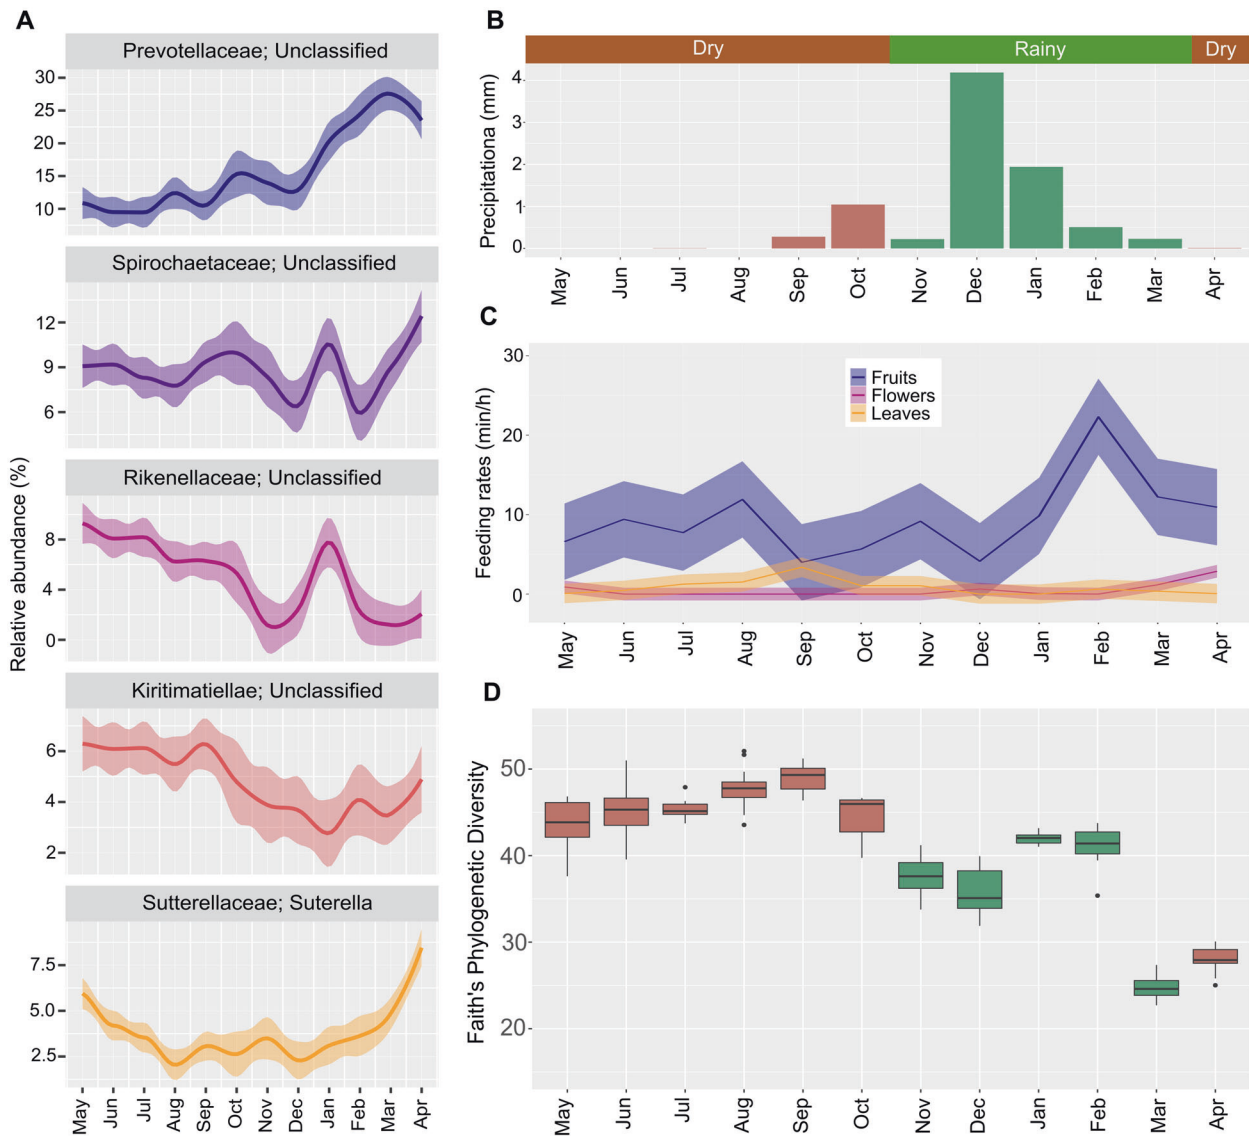 A
Prevotellaceae; Unclassified
30
25
20
15
10
Spirochaetaceae; Unclassified
12
9
6
Rikenellaceae; Unclassified
8
4
0
Kiritimatiellae; Unclassified
6
4
2
Sutterellaceae; Suterella
7.5
5.0
2.5
Relative abundance (%)
May Jun Jul Aug Sep Oct Nov Dec Jan Feb Mar Apr
B
Dry Rainy Dry
Precipitationa (mm)
4
3
2
1
0
May Jun Jul Aug Sep Oct Nov Dec Jan Feb Mar Apr
C
Feeding rates (min/h)
30
20
10
0
Fruits
Flowers
Leaves
May Jun Jul Aug Sep Oct Nov Dec Jan Feb Mar Apr
D
Faith's Phylogenetic Diversity
50
40
30
20
May Jun Jul Aug Sep Oct Nov Dec Jan Feb Mar Apr